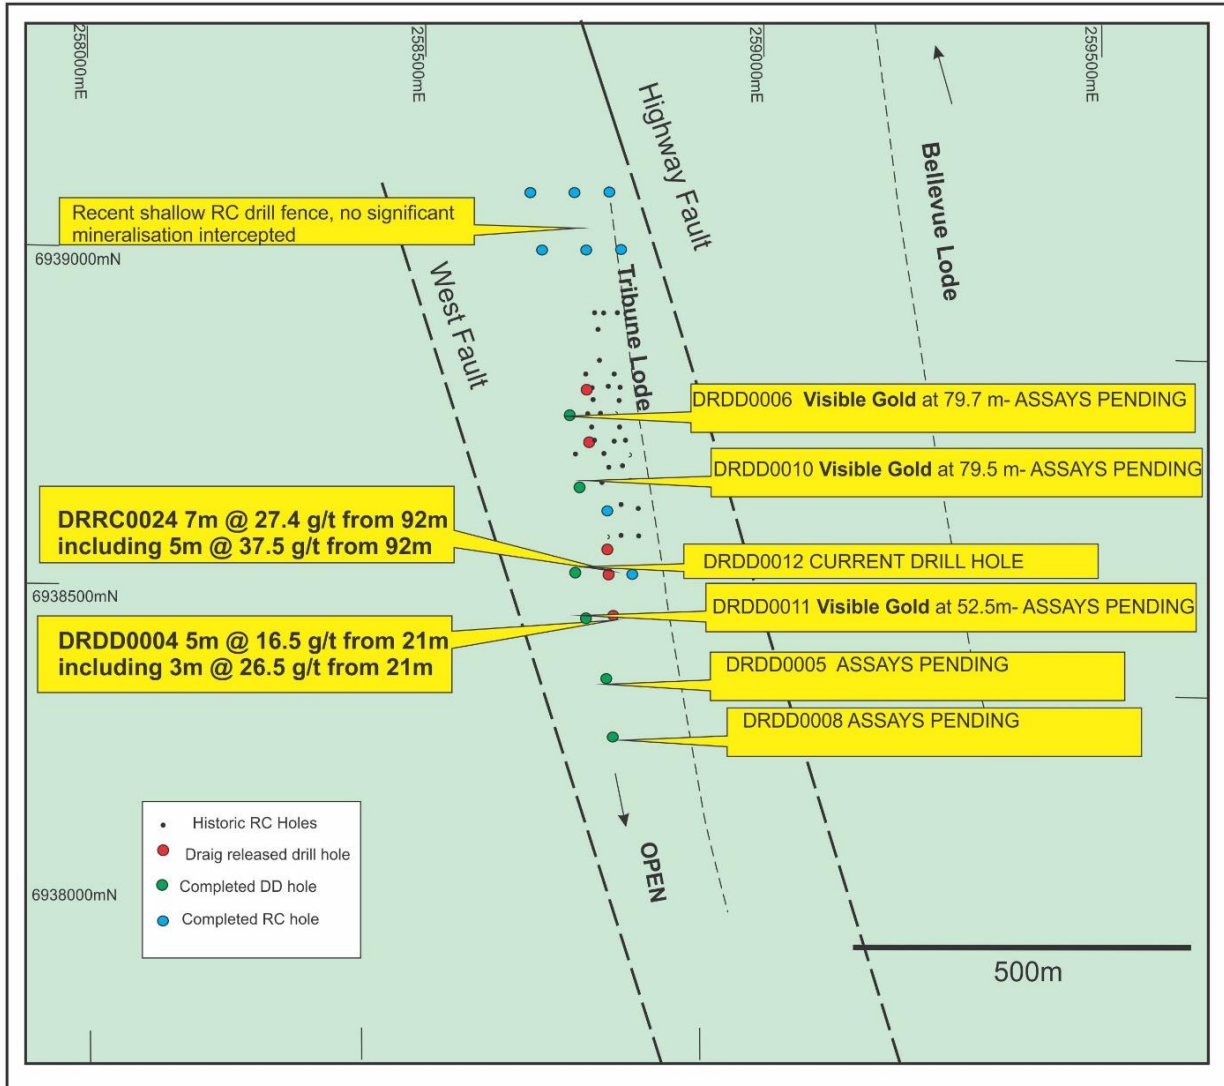 258000mE
258500mE
259000mE
259500mE
Highway Fault
Bellevue Lode
Recent shallow RC drill fence, no significant
mineralisation intercepted
6939000mN
West Fault
Tribune Lode
DRDD0006 Visible Gold at 79.7 m- ASSAYS PENDING
DRDD0010 Visible Gold at 79.5 m- ASSAYS PENDING
DRRC0024 7m @ 27.4 g/t from 92m
including 5m @ 37.5 g/t from 92m
DRDD0012 CURRENT DRILL HOLE
6938500mN
DRDD0011 Visible Gold at 52.5m- ASSAYS PENDING
DRDD0004 5m @ 16.5 g/t from 21m
including 3m @ 26.5 g/t from 21m
DRDD0005 ASSAYS PENDING
DRDD0008 ASSAYS PENDING
OPEN
Historic RC Holes
Draig released drill hole
Completed DD hole
Completed RC hole
6938000mN
500m